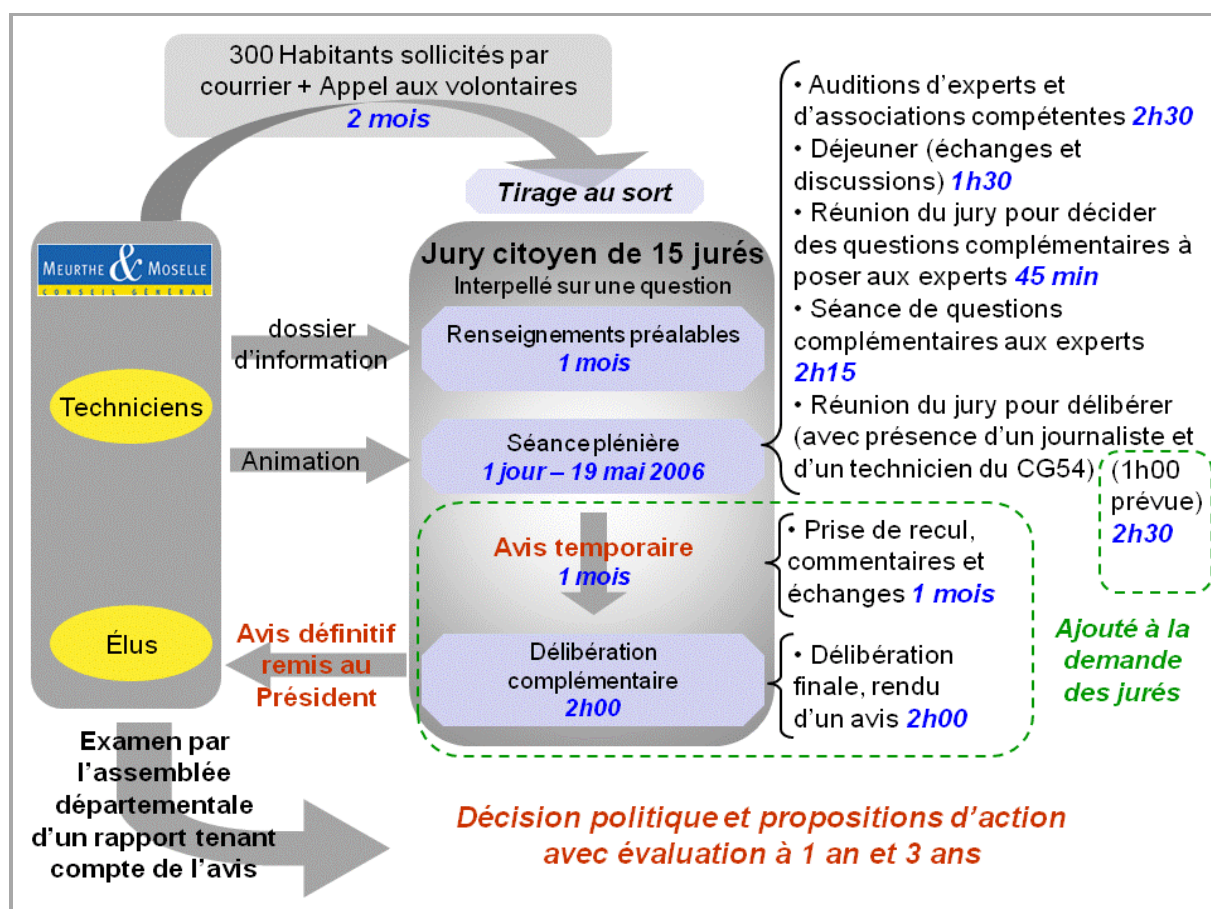 300 Habitants sollicités par
courrier + Appel aux volontaires
2 mois
Tirage au sort
MEURTHE & MOSELLE
CONSEIL GÉNÉRAL
Techniciens
Élus
dossier
d'information
Animation
Jury citoyen de 15 jurés
Interpellé sur une question
Renseignements préalables
1 mois
Séance plénière
1 jour – 19 mai 2006
• Auditions d'experts et
d'associations compétentes 2h30
• Déjeuner (échanges et
discussions) 1h30
• Réunion du jury pour décider
des questions complémentaires à
poser aux experts 45 min
• Séance de questions
complémentaires aux experts
2h15
• Réunion du jury pour délibérer
(avec présence d'un journaliste et
d'un technicien du CG54)
(1h00
prévue)
2h30
Avis temporaire
1 mois
• Prise de recul,
commentaires et
échanges 1 mois
Délibération
complémentaire
2h00
• Délibération
finale, rendu
d'un avis 2h00
Ajouté à la
demande
des jurés
Avis définitif
remis au
Président
Examen par
l'assemblée
départementale
d'un rapport tenant
compte de l'avis
Décision politique et propositions d'action
avec évaluation à 1 an et 3 ans